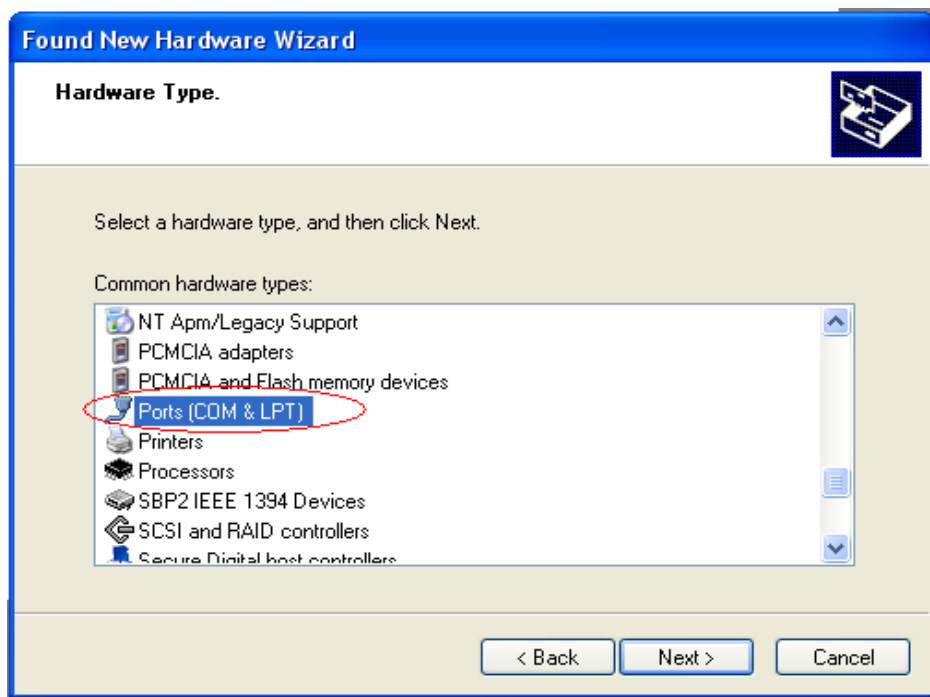 Found New Hardware Wizard
Hardware Type.
Select a hardware type, and then click Next.
Common hardware types:
NT Apm/Legacy Support
PCMCIA adapters
PCMCIA and Flash memory devices
Ports (COM & LPT)
Printers
Processors
SBP2 IEEE 1394 Devices
SCSI and RAID controllers
Secure Digital host controllers
< Back Next > Cancel